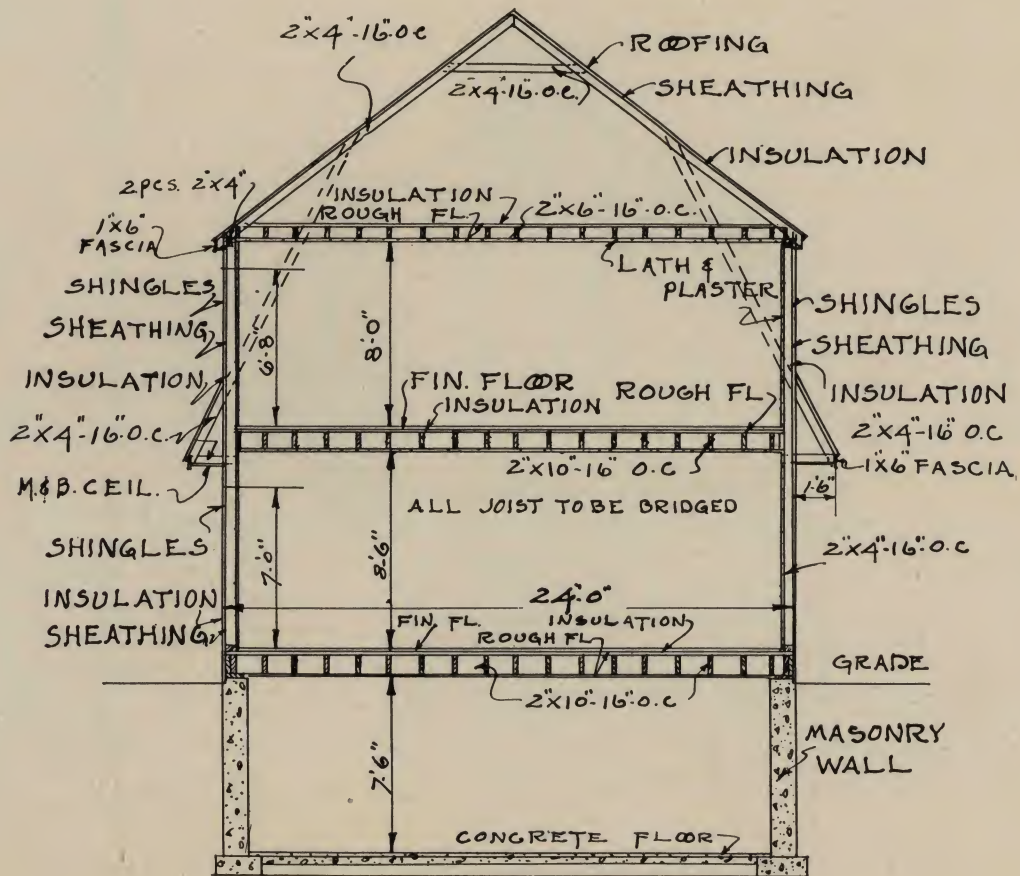 2"x4"-16"-O.C
ROOFING
2"x4"-16"-O.C.
SHEATHING
INSULATION
2 PCS. 2"x4"
INSULATION
ROUGH FL.
2"x6"-16"-O.C.
1"x6"
FASCIA
LATH &
PLASTER
SHINGLES
SHINGLES
SHEATHING
SHEATHING
6'-8"
8'-0"
INSULATION
FIN. FLOOR
INSULATION
ROUGH FL
INSULATION
2"x4"-16"-O.C.
2"x4"-16" O.C
2"x10"-16" O.C
1"x6" FASCIA
M. & B. CEIL.
1'-6"
ALL JOIST TO BE BRIDGED
SHINGLES
7'-0"
8'-6"
2"x4"-16"-O.C
24'-0"
INSULATION
SHEATHING
FIN. FL.
INSULATION
ROUGH FL
GRADE
2"x10"-16"-O.C
MASONRY
WALL
7'-6"
CONCRETE FLOOR